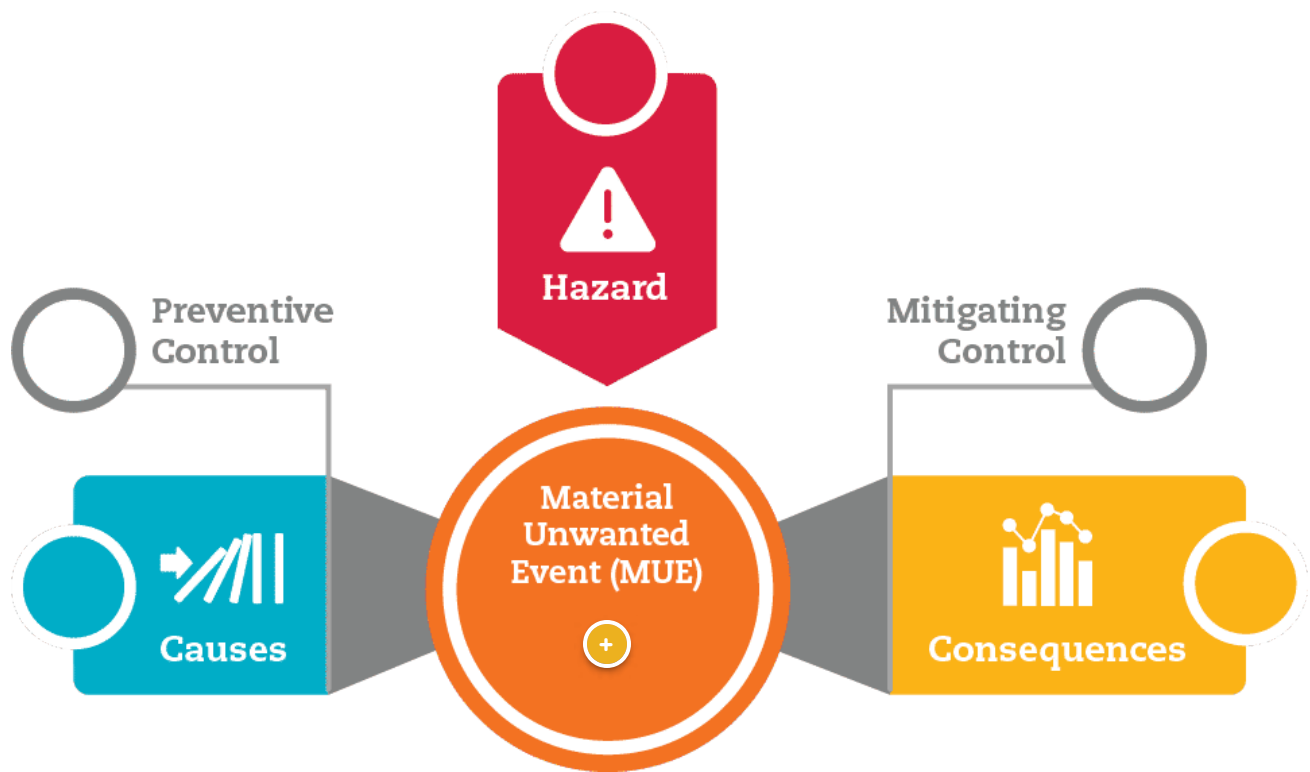 Hazard
Preventive
Control
Mitigating
Control
Material
Unwanted
Event (MUE)
+
Causes
Consequences